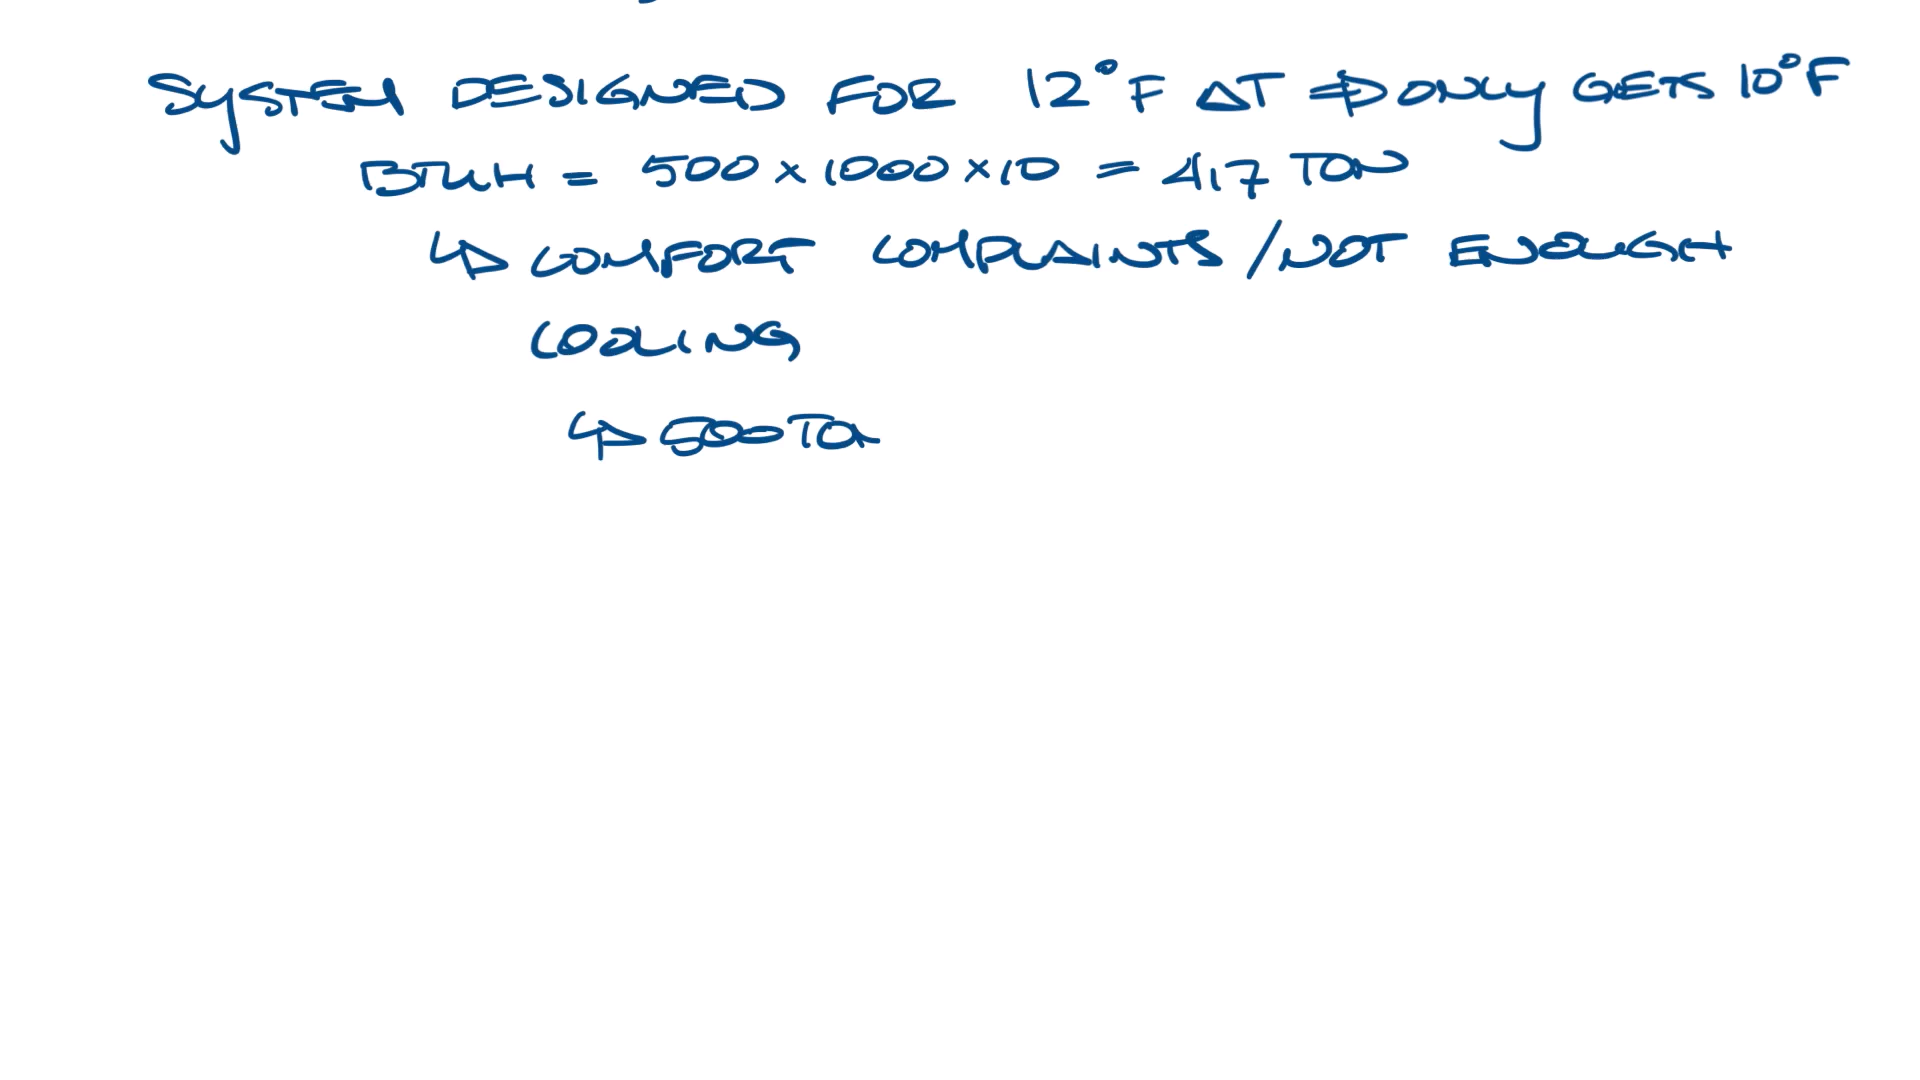 SYSTEM DESIGNED FOR 12°F ΔT ⇒ ONLY GETS 10°F
BTUH = 500 x 1000 x 10 = 417 TON
↳ COMFORT COMPLAINTS / NOT ENOUGH
COOLING
↳ 500 TON